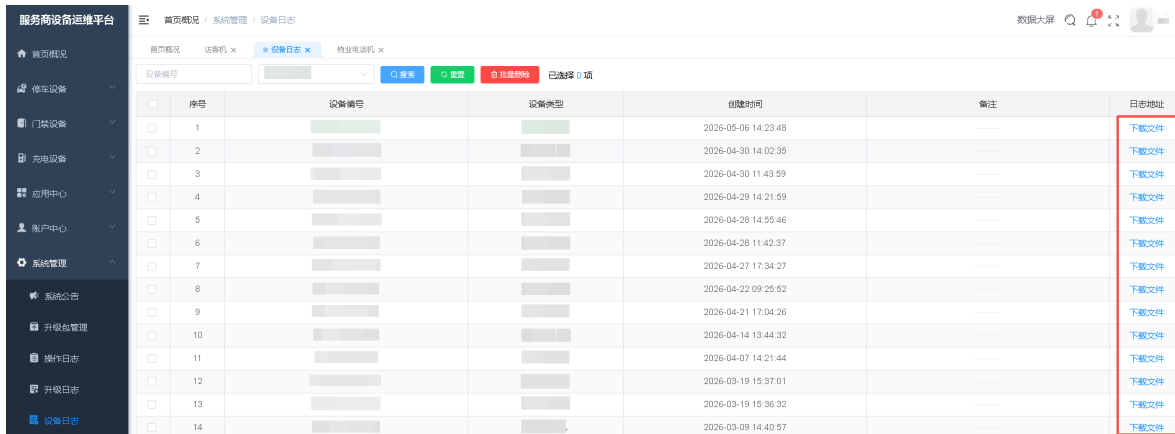 服务商设备运维平台
首页概况 / 系统管理 / 设备日志
数据大屏
1
首页概况
停车设备
门禁设备
充电设备
应用中心
账户中心
系统管理
系统公告
升级包管理
操作日志
升级日志
设备日志
首页概况 访客机 × 设备日志 × 物业电话机 ×
设备编号 搜索 重置 批量删除 已选择 0 项
序号 设备编号 设备类型 创建时间 备注 日志地址
1 2026-05-06 14:23:48 下载文件
2 2026-04-30 14:02:35 下载文件
3 2026-04-30 11:43:59 下载文件
4 2026-04-29 14:21:59 下载文件
5 2026-04-28 14:55:46 下载文件
6 2026-04-28 11:42:37 下载文件
7 2026-04-27 17:34:27 下载文件
8 2026-04-22 09:25:52 下载文件
9 2026-04-21 17:04:26 下载文件
10 2026-04-14 13:44:32 下载文件
11 2026-04-07 14:21:44 下载文件
12 2026-03-19 15:37:01 下载文件
13 2026-03-19 15:36:32 下载文件
14 2026-03-09 14:40:57 下载文件